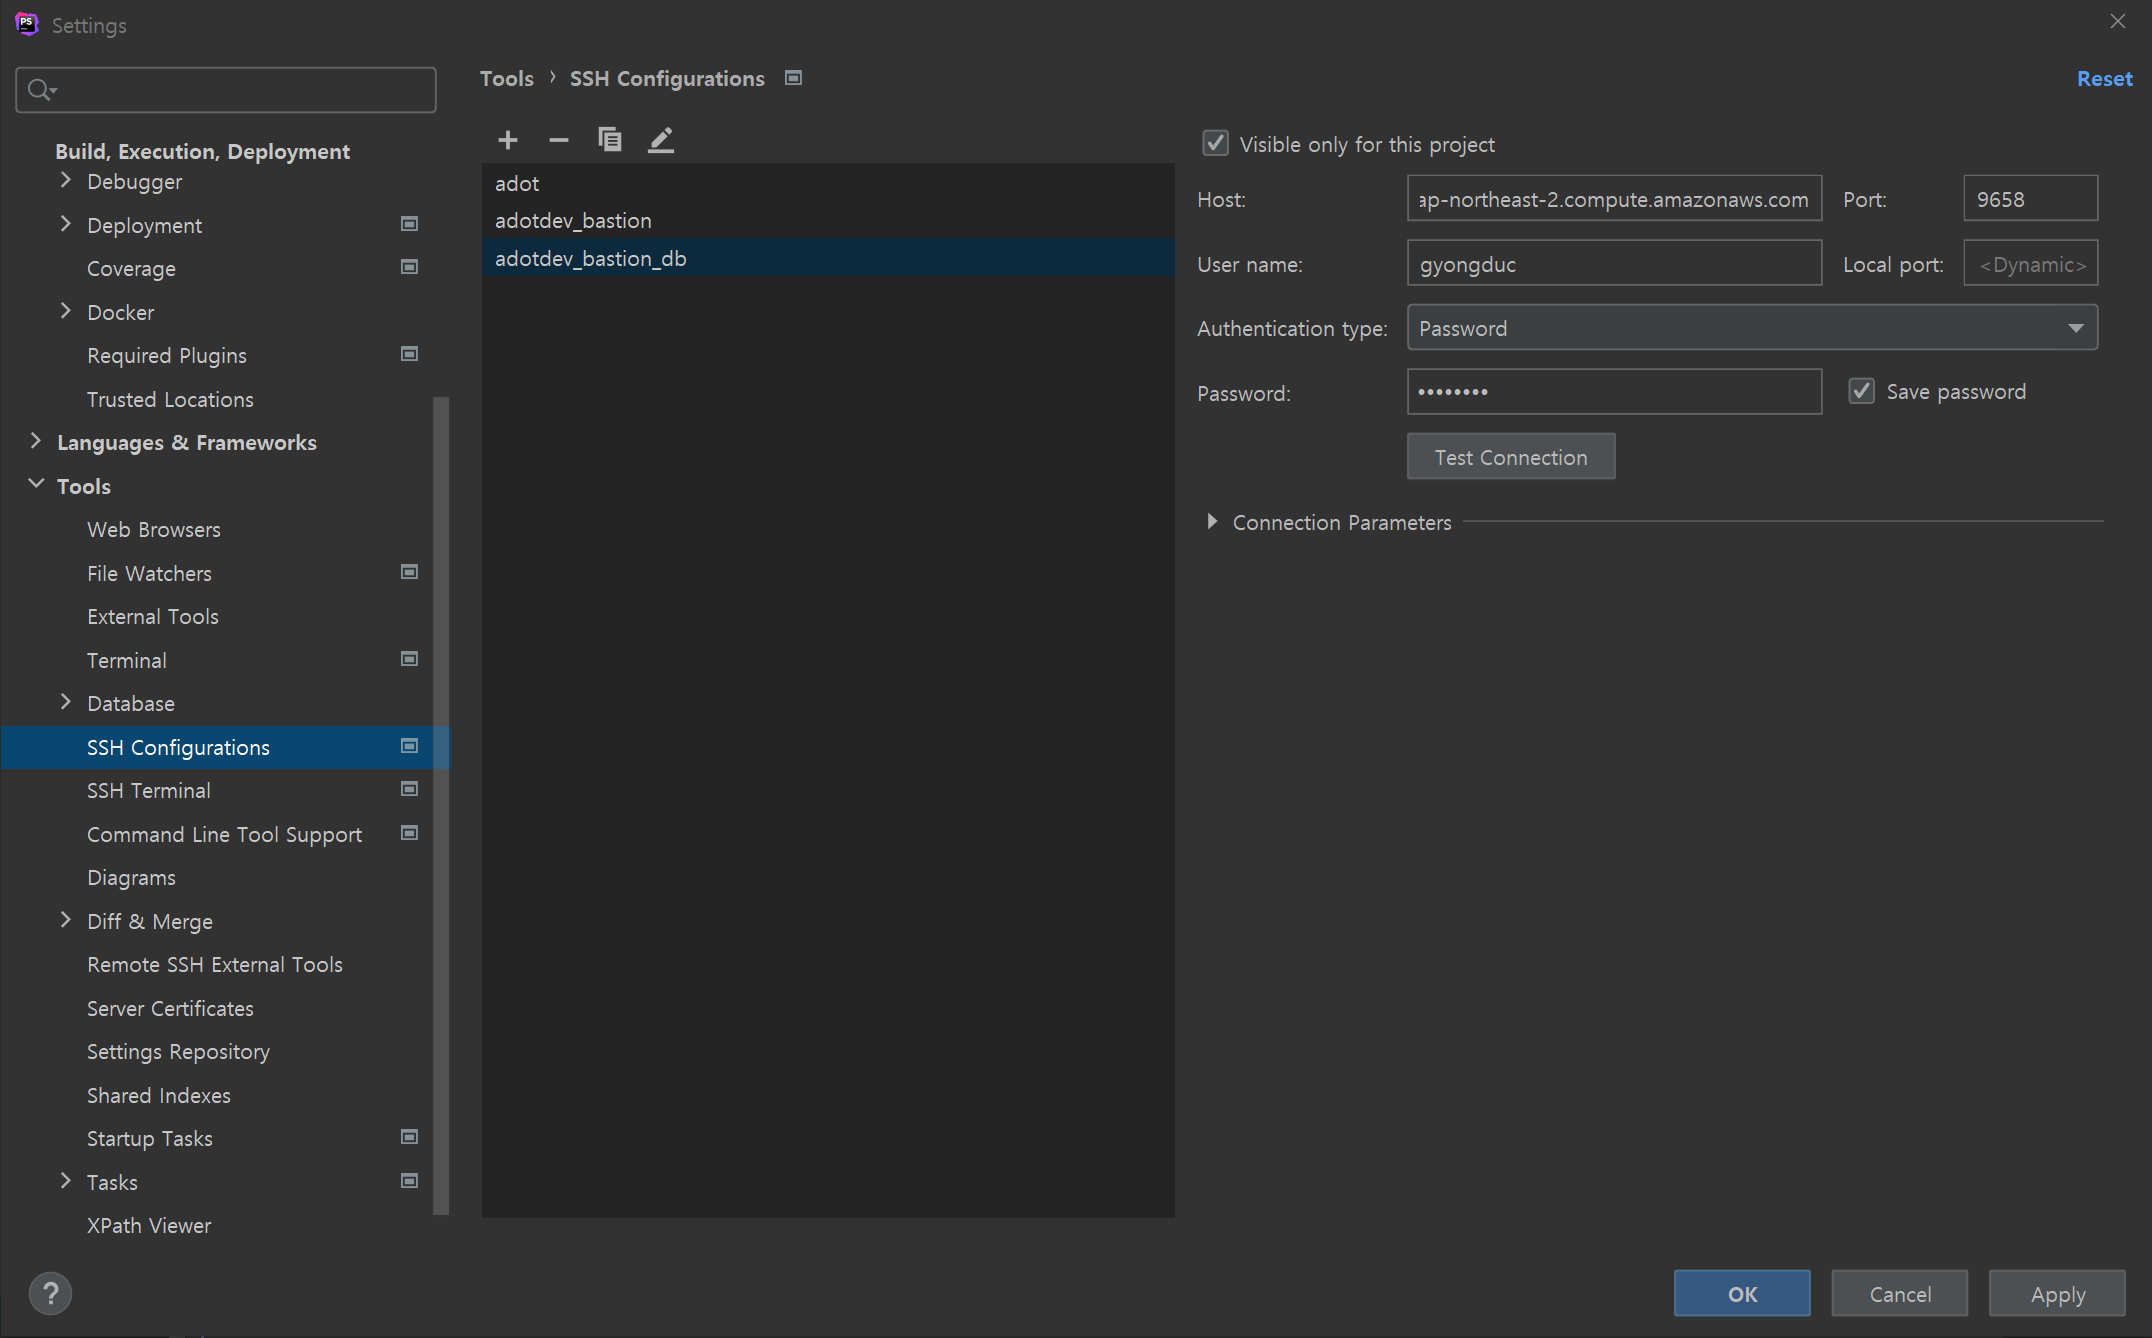 PS Settings
Tools › SSH Configurations
Reset
Build, Execution, Deployment
Debugger
Deployment
Coverage
Docker
Required Plugins
Trusted Locations
Languages & Frameworks
Tools
Web Browsers
File Watchers
External Tools
Terminal
Database
SSH Configurations
SSH Terminal
Command Line Tool Support
Diagrams
Diff & Merge
Remote SSH External Tools
Server Certificates
Settings Repository
Shared Indexes
Startup Tasks
Tasks
XPath Viewer
adot
adotdev_bastion
adotdev_bastion_db
Visible only for this project
Host: ap-northeast-2.compute.amazonaws.com Port: 9658
User name: gyongduc Local port: <Dynamic>
Authentication type: Password
Password: •••••••• Save password
Test Connection
Connection Parameters
?
OK Cancel Apply